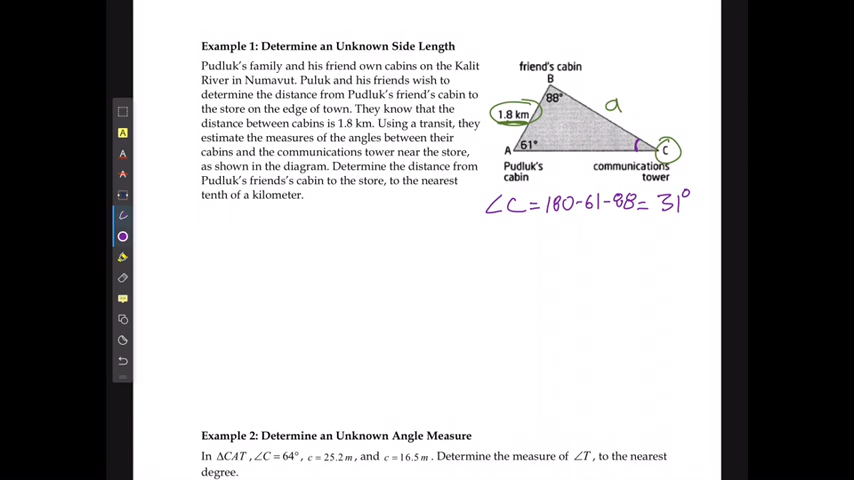 Example 1: Determine an Unknown Side Length
Pudluk's family and his friend own cabins on the Kalit
River in Numavut. Puluk and his friends wish to
determine the distance from Pudluk's friend's cabin to
the store on the edge of town. They know that the
distance between cabins is 1.8 km. Using a transit, they
estimate the measures of the angles between their
cabins and the communications tower near the store,
as shown in the diagram. Determine the distance from
Pudluk's friends's cabin to the store, to the nearest
tenth of a kilometer.
friend's cabin
B
88°
a
1.8 km
A
61°
C
Pudluk's
cabin
communications
tower
∠C = 180-61-88 = 31°
Example 2: Determine an Unknown Angle Measure
In ΔCAT, ∠C = 64°, c = 25.2 m, and c = 16.5 m. Determine the measure of ∠T, to the nearest
degree.